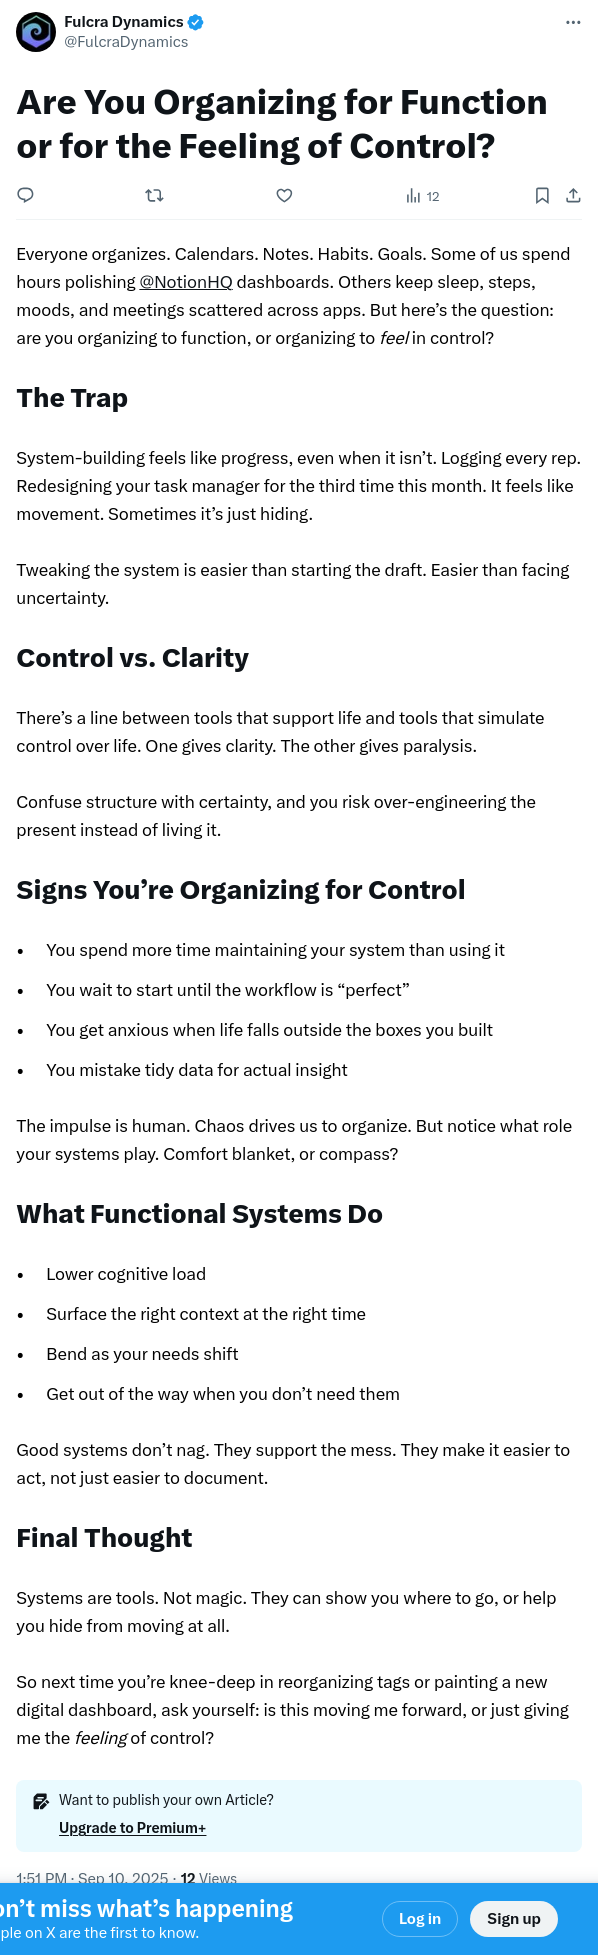 Fulcra Dynamics
@FulcraDynamics
Are You Organizing for Function
or for the Feeling of Control?
12
Everyone organizes. Calendars. Notes. Habits. Goals. Some of us spend
hours polishing @NotionHQ dashboards. Others keep sleep, steps,
moods, and meetings scattered across apps. But here’s the question:
are you organizing to function, or organizing to feel in control?
The Trap
System-building feels like progress, even when it isn’t. Logging every rep.
Redesigning your task manager for the third time this month. It feels like
movement. Sometimes it’s just hiding.
Tweaking the system is easier than starting the draft. Easier than facing
uncertainty.
Control vs. Clarity
There’s a line between tools that support life and tools that simulate
control over life. One gives clarity. The other gives paralysis.
Confuse structure with certainty, and you risk over-engineering the
present instead of living it.
Signs You’re Organizing for Control
• You spend more time maintaining your system than using it
• You wait to start until the workflow is “perfect”
• You get anxious when life falls outside the boxes you built
• You mistake tidy data for actual insight
The impulse is human. Chaos drives us to organize. But notice what role
your systems play. Comfort blanket, or compass?
What Functional Systems Do
• Lower cognitive load
• Surface the right context at the right time
• Bend as your needs shift
• Get out of the way when you don’t need them
Good systems don’t nag. They support the mess. They make it easier to
act, not just easier to document.
Final Thought
Systems are tools. Not magic. They can show you where to go, or help
you hide from moving at all.
So next time you’re knee-deep in reorganizing tags or painting a new
digital dashboard, ask yourself: is this moving me forward, or just giving
me the feeling of control?
Want to publish your own Article?
Upgrade to Premium+
1:51 PM · Sep 10, 2025 · 12 Views
on’t miss what’s happening
ple on X are the first to know.
Log in
Sign up